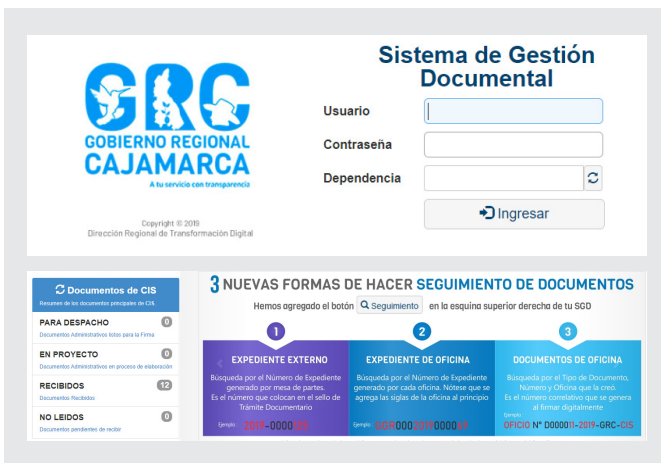 GRC
GOBIERNO REGIONAL
CAJAMARCA
A tu servicio con transparencia
Copyright © 2019
Dirección Regional de Transformación Digital
Sistema de Gestión
Documental
Usuario
Contraseña
Dependencia
Ingresar
Documentos de CIS
Resumen de los documentos principales de CIS
PARA DESPACHO 0
Documentos Administrativos listos para la Firma
EN PROYECTO 0
Documentos Administrativos en proceso de elaboración
RECIBIDOS 12
Documentos Recibidos
NO LEIDOS 0
Documentos pendientes de recibir
3 NUEVAS FORMAS DE HACER SEGUIMIENTO DE DOCUMENTOS
Hemos agregado el botón Seguimiento en la esquina superior derecha de tu SGD
1
EXPEDIENTE EXTERNO
Búsqueda por el Número de Expediente
generado por mesa de partes.
Es el número que colocan en el sello de
Trámite Documentario
Ejemplo:
2
EXPEDIENTE DE OFICINA
Búsqueda por el Número de Expediente
generado por cada oficina. Nótese que se
agrega las siglas de la oficina al principio
Ejemplo:
3
DOCUMENTOS DE OFICINA
Búsqueda por el Tipo de Documento,
Número y Oficina que la creó.
Es el número correlativo que se genera
al firmar digitalmente
Ejemplo
OFICIO N° D000011-2019-GRC-CIS